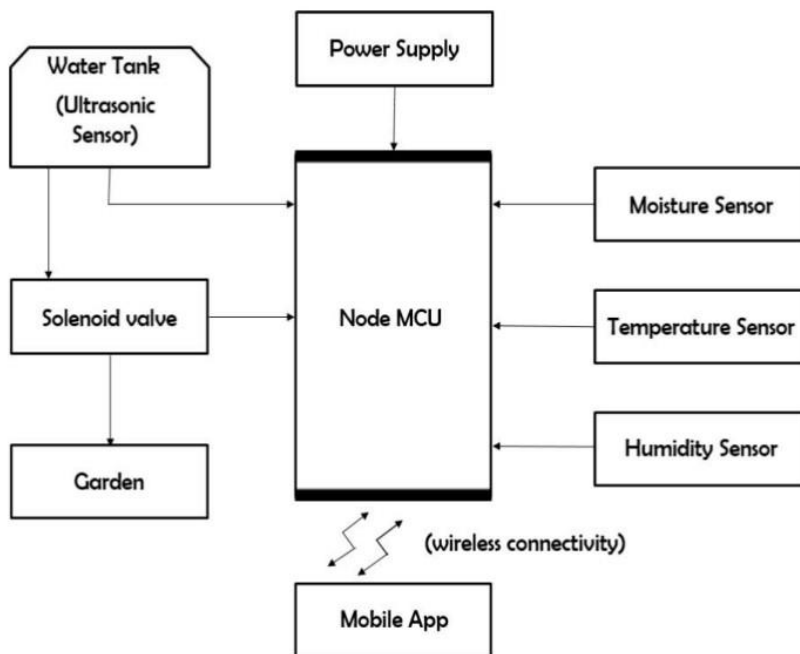 Power Supply
Water Tank
(Ultrasonic
Sensor)
Moisture Sensor
Solenoid valve
Node MCU
Temperature Sensor
Garden
Humidity Sensor
(wireless connectivity)
Mobile App